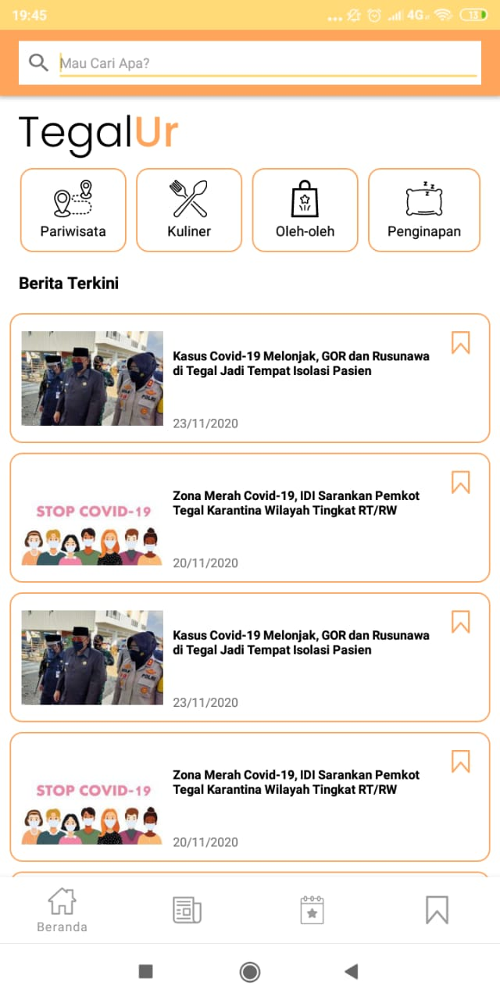 19:45
4G
13
Mau Cari Apa?
TegalUr
z z
z
Pariwisata
Kuliner
Oleh-oleh
Penginapan
Berita Terkini
Kasus Covid-19 Melonjak, GOR dan Rusunawa
di Tegal Jadi Tempat Isolasi Pasien
23/11/2020
STOP COVID-19
Zona Merah Covid-19, IDI Sarankan Pemkot
Tegal Karantina Wilayah Tingkat RT/RW
20/11/2020
Kasus Covid-19 Melonjak, GOR dan Rusunawa
di Tegal Jadi Tempat Isolasi Pasien
23/11/2020
STOP COVID-19
Zona Merah Covid-19, IDI Sarankan Pemkot
Tegal Karantina Wilayah Tingkat RT/RW
20/11/2020
Beranda